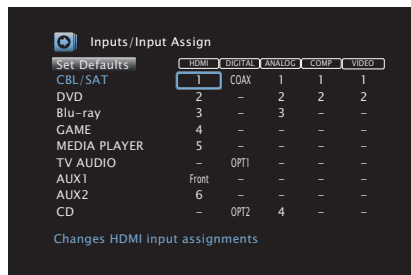 Inputs/Input Assign
Set Defaults HDMI DIGITAL ANALOG COMP VIDEO
CBL/SAT 1 COAX 1 1 1
DVD 2 – 2 2 2
Blu-ray 3 – 3 – –
GAME 4 – – – –
MEDIA PLAYER 5 – – – –
TV AUDIO – OPT1 – – –
AUX1 Front – – – –
AUX2 6 – – – –
CD – OPT2 4 – –
Changes HDMI input assignments